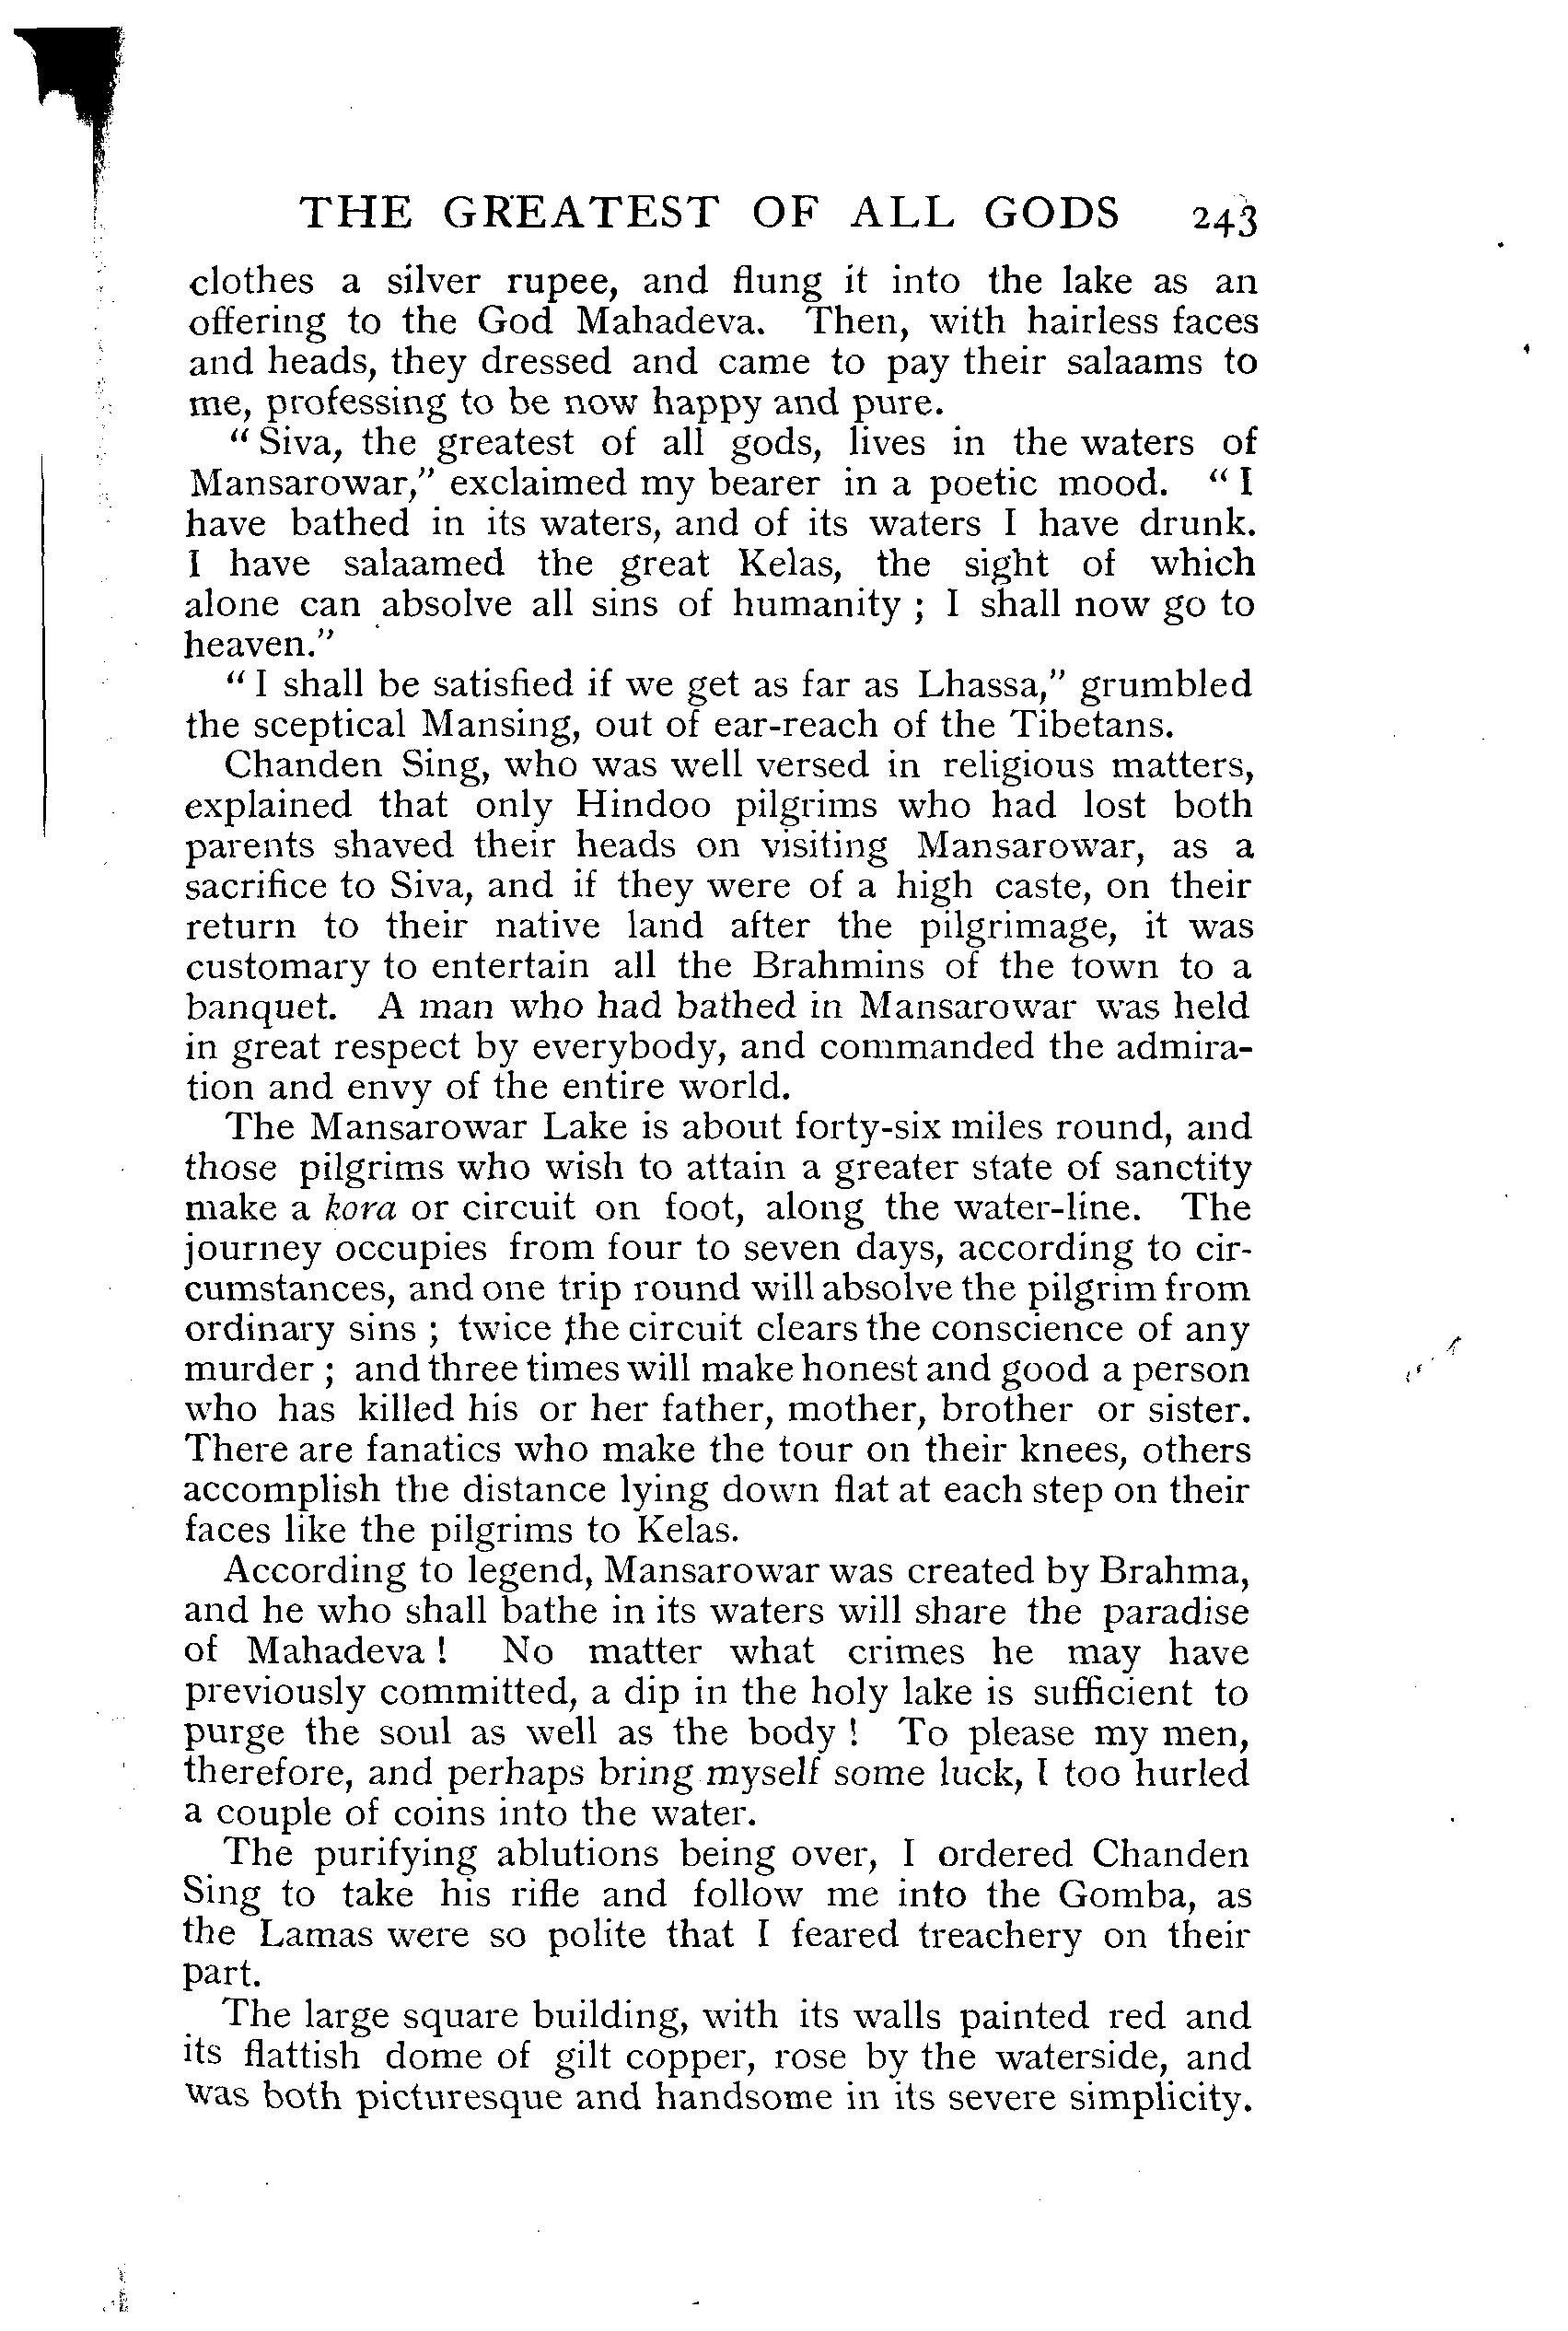 THE GREATEST OF ALL GODS 243
clothes a silver rupee, and flung it into the lake as an
offering to the God Mahadeva. Then, with hairless faces
and heads, they dressed and came to pay their salaams to
me, professing to be now happy and pure.
“ Siva, the greatest of all gods, lives in the waters of
Mansarowar,” exclaimed my bearer in a poetic mood. “ I
have bathed in its waters, and of its waters I have drunk.
I have salaamed the great Kelas, the sight of which
alone can absolve all sins of humanity ; I shall now go to
heaven.”
“ I shall be satisfied if we get as far as Lhassa,” grumbled
the sceptical Mansing, out of ear-reach of the Tibetans.
Chanden Sing, who was well versed in religious matters,
explained that only Hindoo pilgrims who had lost both
parents shaved their heads on visiting Mansarowar, as a
sacrifice to Siva, and if they were of a high caste, on their
return to their native land after the pilgrimage, it was
customary to entertain all the Brahmins of the town to a
banquet. A man who had bathed in Mansarowar was held
in great respect by everybody, and commanded the admira-
tion and envy of the entire world.
The Mansarowar Lake is about forty-six miles round, and
those pilgrims who wish to attain a greater state of sanctity
make a kora or circuit on foot, along the water-line. The
journey occupies from four to seven days, according to cir-
cumstances, and one trip round will absolve the pilgrim from
ordinary sins ; twice the circuit clears the conscience of any
murder ; and three times will make honest and good a person
who has killed his or her father, mother, brother or sister.
There are fanatics who make the tour on their knees, others
accomplish the distance lying down flat at each step on their
faces like the pilgrims to Kelas.
According to legend, Mansarowar was created by Brahma,
and he who shall bathe in its waters will share the paradise
of Mahadeva ! No matter what crimes he may have
previously committed, a dip in the holy lake is sufficient to
purge the soul as well as the body ! To please my men,
therefore, and perhaps bring myself some luck, I too hurled
a couple of coins into the water.
The purifying ablutions being over, I ordered Chanden
Sing to take his rifle and follow me into the Gomba, as
the Lamas were so polite that I feared treachery on their
part.
The large square building, with its walls painted red and
its flattish dome of gilt copper, rose by the waterside, and
was both picturesque and handsome in its severe simplicity.